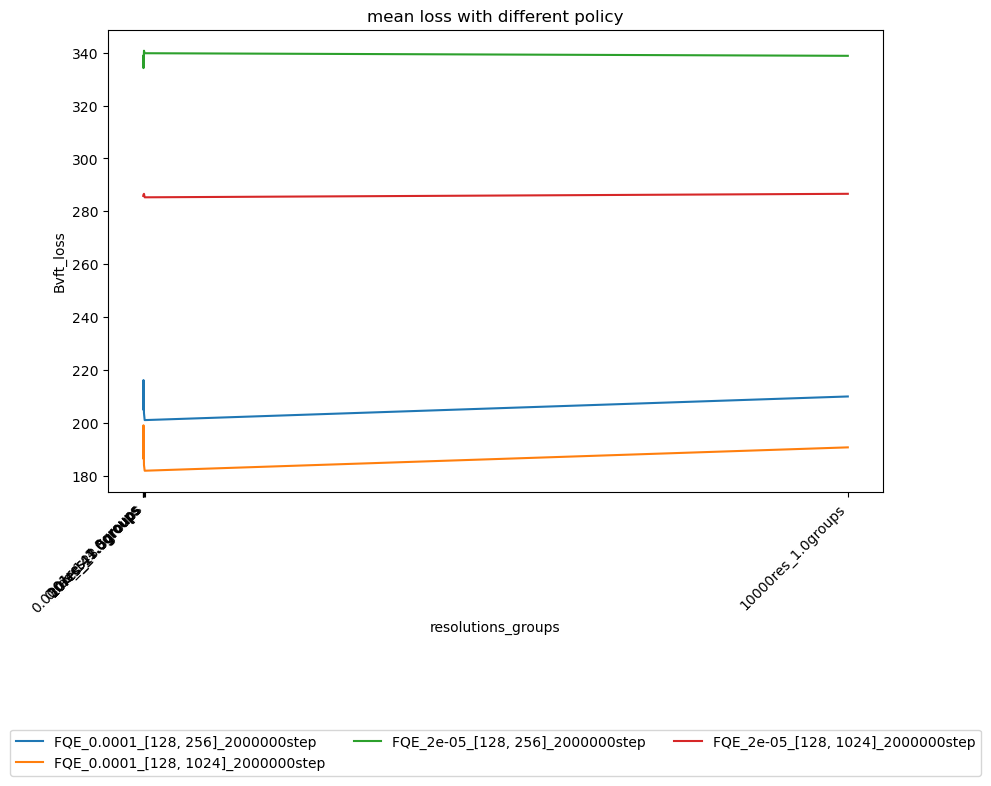 mean loss with different policy
Bvft_loss
340
320
300
280
260
240
220
200
180
10000res_1.0groups
resolutions_groups
FQE_0.0001_[128, 256]_2000000step
FQE_0.0001_[128, 1024]_2000000step
FQE_2e-05_[128, 256]_2000000step
FQE_2e-05_[128, 1024]_2000000step